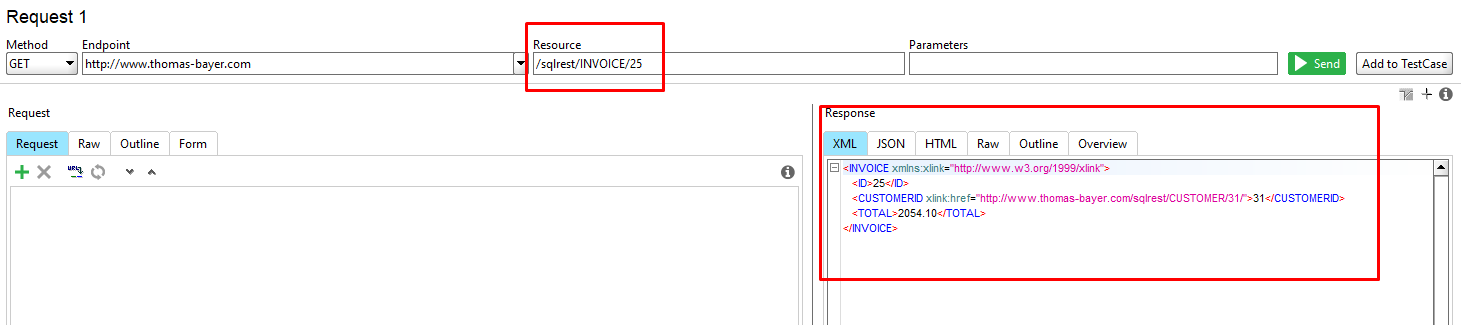 Request 1
Method Endpoint Resource Parameters
GET http://www.thomas-bayer.com /sqlrest/INVOICE/25 Send Add to TestCase
Request Response
Request Raw Outline Form XML JSON HTML Raw Outline Overview
<INVOICE xmlns:xlink="http://www.w3.org/1999/xlink">
<ID>25</ID>
<CUSTOMERID xlink:href="http://www.thomas-bayer.com/sqlrest/CUSTOMER/31/">31</CUSTOMERID>
<TOTAL>2054.10</TOTAL>
</INVOICE>